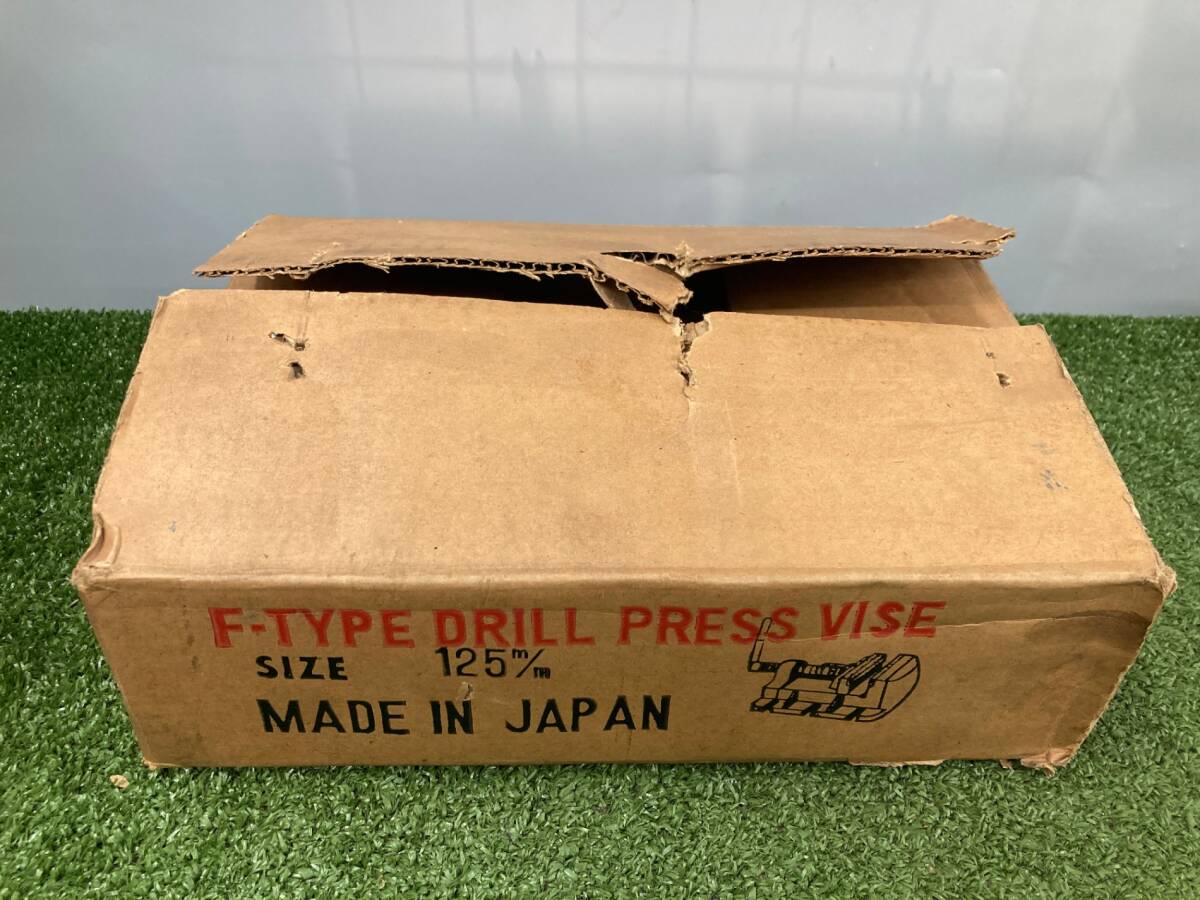 F-TYPE DRILL PRESS VISE
SIZE 125 m/m
MADE IN JAPAN